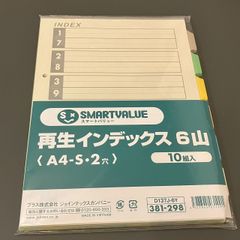 INDEX
1
7
2
8
3
9
SMARTVALUE
スマートバリュー
再生インデックス 6山
〈 A4-S・2穴 〉
10組入
プラス株式会社 ジョインテックスカンパニー
D137J-6Y
381-298
MADE IN VIETNAM